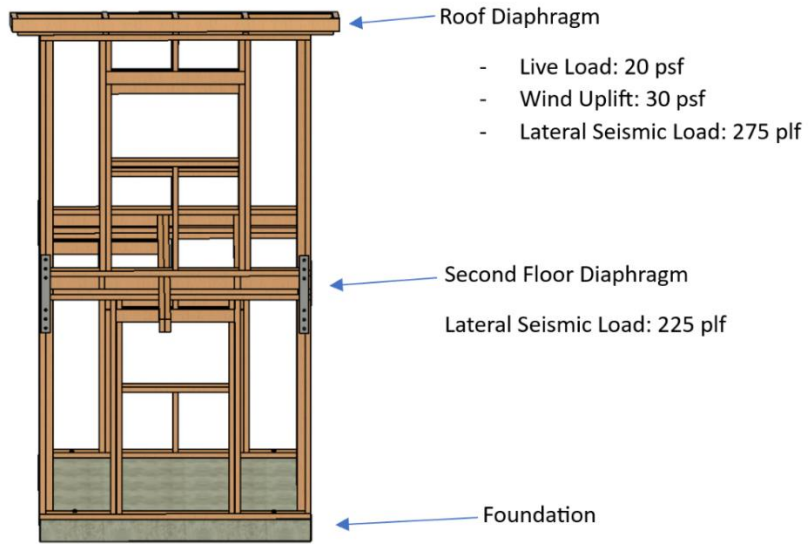 Roof Diaphragm
- Live Load: 20 psf
- Wind Uplift: 30 psf
- Lateral Seismic Load: 275 plf
Second Floor Diaphragm
Lateral Seismic Load: 225 plf
Foundation